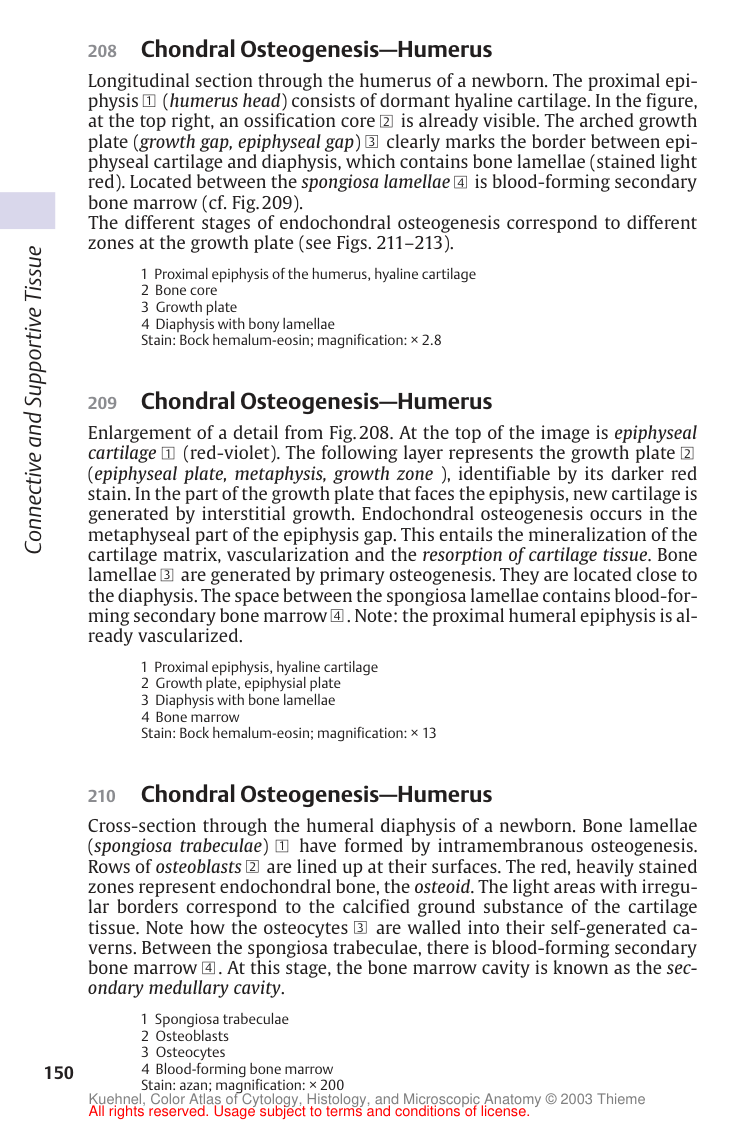 208 Chondral Osteogenesis—Humerus
Longitudinal section through the humerus of a newborn. The proximal epi-
physis 1 (humerus head) consists of dormant hyaline cartilage. In the figure,
at the top right, an ossification core 2 is already visible. The arched growth
plate (growth gap, epiphyseal gap) 3 clearly marks the border between epi-
physeal cartilage and diaphysis, which contains bone lamellae (stained light
red). Located between the spongiosa lamellae 4 is blood-forming secondary
bone marrow (cf. Fig. 209).
The different stages of endochondral osteogenesis correspond to different
zones at the growth plate (see Figs. 211–213).
1 Proximal epiphysis of the humerus, hyaline cartilage
2 Bone core
3 Growth plate
4 Diaphysis with bony lamellae
Stain: Bock hemalum-eosin; magnification: × 2.8
Connective and Supportive Tissue
209 Chondral Osteogenesis—Humerus
Enlargement of a detail from Fig. 208. At the top of the image is epiphyseal
cartilage 1 (red-violet). The following layer represents the growth plate 2
(epiphyseal plate, metaphysis, growth zone ), identifiable by its darker red
stain. In the part of the growth plate that faces the epiphysis, new cartilage is
generated by interstitial growth. Endochondral osteogenesis occurs in the
metaphyseal part of the epiphysis gap. This entails the mineralization of the
cartilage matrix, vascularization and the resorption of cartilage tissue. Bone
lamellae 3 are generated by primary osteogenesis. They are located close to
the diaphysis. The space between the spongiosa lamellae contains blood-for-
ming secondary bone marrow 4. Note: the proximal humeral epiphysis is al-
ready vascularized.
1 Proximal epiphysis, hyaline cartilage
2 Growth plate, epiphysial plate
3 Diaphysis with bone lamellae
4 Bone marrow
Stain: Bock hemalum-eosin; magnification: × 13
210 Chondral Osteogenesis—Humerus
Cross-section through the humeral diaphysis of a newborn. Bone lamellae
(spongiosa trabeculae) 1 have formed by intramembranous osteogenesis.
Rows of osteoblasts 2 are lined up at their surfaces. The red, heavily stained
zones represent endochondral bone, the osteoid. The light areas with irregu-
lar borders correspond to the calcified ground substance of the cartilage
tissue. Note how the osteocytes 3 are walled into their self-generated ca-
verns. Between the spongiosa trabeculae, there is blood-forming secondary
bone marrow 4. At this stage, the bone marrow cavity is known as the sec-
ondary medullary cavity.
1 Spongiosa trabeculae
2 Osteoblasts
3 Osteocytes
4 Blood-forming bone marrow
Stain: azan; magnification: × 200
150
Kuehnel, Color Atlas of Cytology, Histology, and Microscopic Anatomy © 2003 Thieme
All rights reserved. Usage subject to terms and conditions of license.